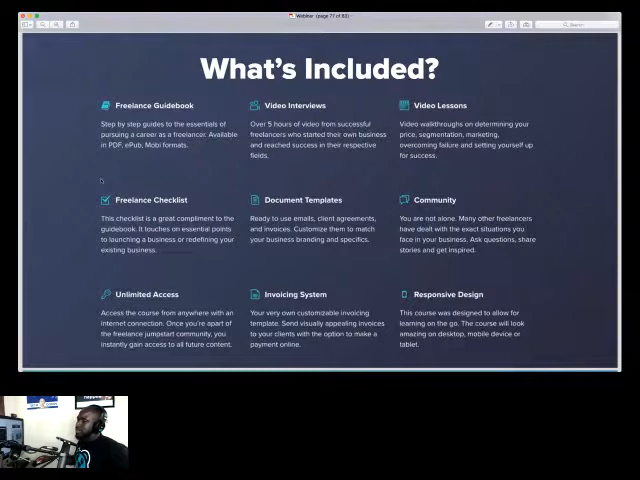 Webinar (page 77 of 83)
Search
What's Included?
Freelance Guidebook
Step by step guides to the essentials of
pursuing a career as a freelancer. Available
in PDF, ePub, Mobi formats.
Video Interviews
Over 5 hours of video from successful
freelancers who started their own business
and reached success in their respective
fields.
Video Lessons
Video walkthroughs on determining your
price, segmentation, marketing,
overcoming failure and setting yourself up
for success.
Freelance Checklist
This checklist is a great compliment to the
guidebook. It touches on essential points
to launching a business or redefining your
existing business.
Document Templates
Ready to use emails, client agreements,
and invoices. Customize them to match
your business branding and specifics.
Community
You are not alone. Many other freelancers
have dealt with the exact situations you
face in your business. Ask questions, share
stories and get inspired.
Unlimited Access
Access the course from anywhere with an
internet connection. Once you're apart of
the freelance jumpstart community, you
instantly gain access to all future content.
Invoicing System
Your very own customizable invoicing
template. Send visually appealing invoices
to your clients with the option to make a
payment online.
Responsive Design
This course was designed to allow for
learning on the go. The course will look
amazing on desktop, mobile device or
tablet.